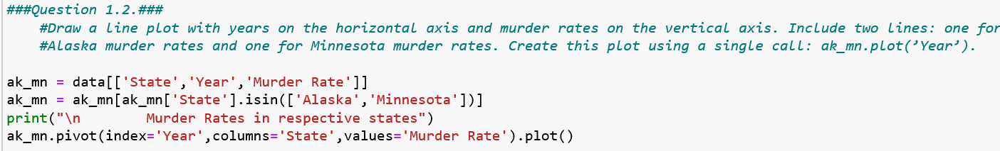 ###Question 1.2.###
    #Draw a line plot with years on the horizontal axis and murder rates on the vertical axis. Include two lines: one for
    #Alaska murder rates and one for Minnesota murder rates. Create this plot using a single call: ak_mn.plot(’Year’).

ak_mn = data[['State','Year','Murder Rate']]
ak_mn = ak_mn[ak_mn['State'].isin(['Alaska','Minnesota'])]
print("\n        Murder Rates in respective states")
ak_mn.pivot(index='Year',columns='State',values='Murder Rate').plot()